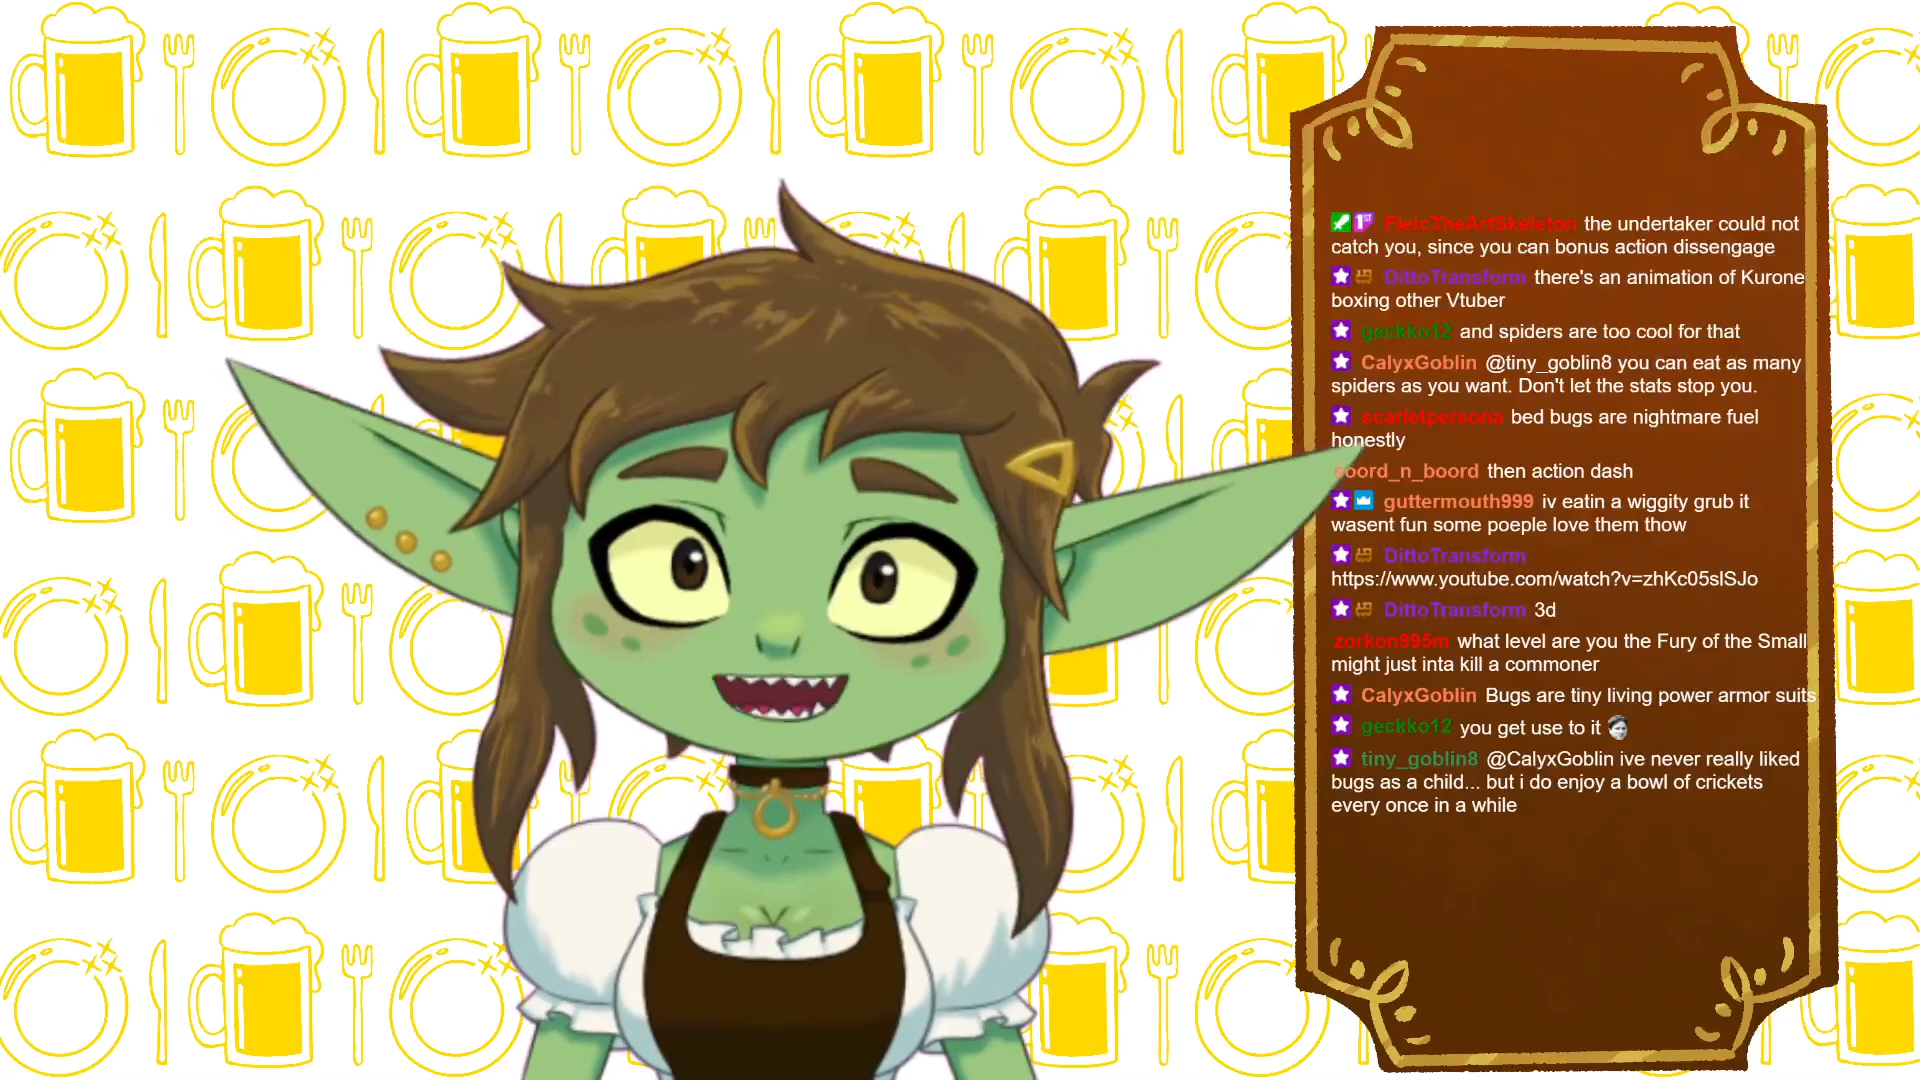 1ST FleicTheArtSkeleton the undertaker could not
catch you, since you can bonus action dissengage
DittoTransform there's an animation of Kurone
boxing other Vtuber
geckko12 and spiders are too cool for that
CalyxGoblin @tiny_goblin8 you can eat as many
spiders as you want. Don't let the stats stop you.
scarletpersona bed bugs are nightmare fuel
honestly
soord_n_boord then action dash
guttermouth999 iv eatin a wiggity grub it
wasent fun some poeple love them thow
DittoTransform
https://www.youtube.com/watch?v=zhKc05slSJo
DittoTransform 3d
zorkon995m what level are you the Fury of the Small
might just inta kill a commoner
CalyxGoblin Bugs are tiny living power armor suits
geckko12 you get use to it
tiny_goblin8 @CalyxGoblin ive never really liked
bugs as a child... but i do enjoy a bowl of crickets
every once in a while